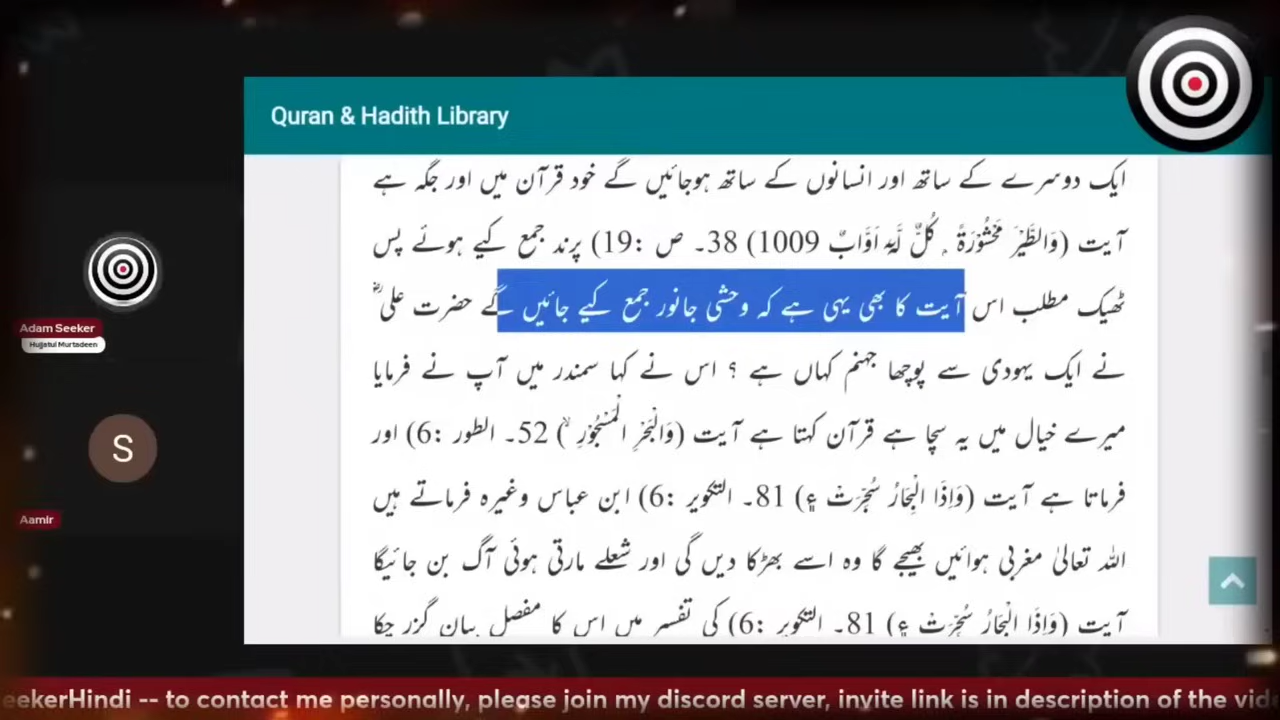 Quran & Hadith Library
ایک دوسرے کے ساتھ اور انسانوں کے ساتھ ہوجائیں گے خود قرآن میں اور جگہ ہے
آیت (وَالطَّيْرَ مَحْشُوْرَةً ۭ كُلٌّ لَّهٗٓ اَوَّابٌ 1009) 38۔ ص :19) پرند جمع کیے ہوئے پس
ٹھیک مطلب اس آیت کا بھی یہی ہے کہ وحشی جانور جمع کیے جائیں گے حضرت علیؓ
نے ایک یہودی سے پوچھا جہنم کہاں ہے ؟ اس نے کہا سمندر میں آپ نے فرمایا
میرے خیال میں یہ سچا ہے قرآن کہتا ہے آیت (وَالْبَحْرِ الْمَسْجُوْرِ ۙ) 52۔ الطور :6) اور
فرماتا ہے آیت (وَاِذَا الْبِحَارُ سُجِّرَتْ ۽) 81۔ التکویر :6) ابن عباس وغیرہ فرماتے ہیں
اللہ تعالیٰ مغربی ہوائیں بھیجے گا وہ اسے بھڑکا دیں گی اور شعلے مارتی ہوئی آگ بن جائیگا
آیت (وَاِذَا الْبِحَارُ سُجِّرَتْ ۽) 81۔ التکویر :6) کی تفسیر میں اس کا مفصل بیان گزر چکا
Adam Seeker
Hujjatul Murtadeen
S
Aamir
eekerHindi -- to contact me personally, please join my discord server, invite link is in description of the vid